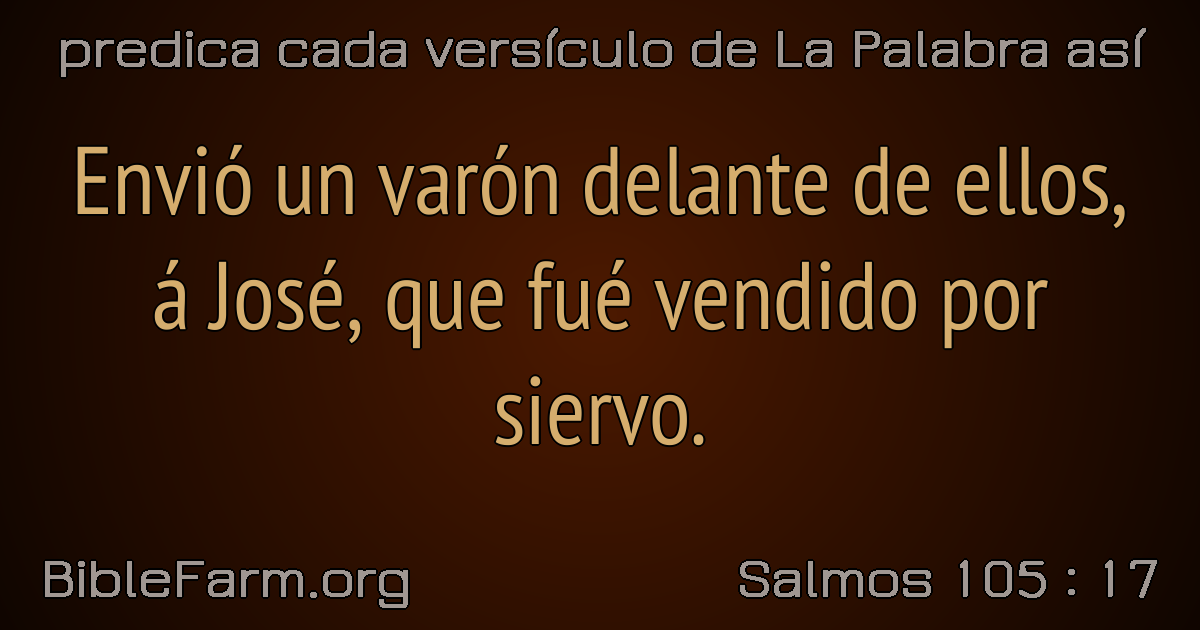 predica cada versículo de La Palabra así
Envió un varón delante de ellos,
á José, que fué vendido por
siervo.
BibleFarm.org
Salmos 105 : 17